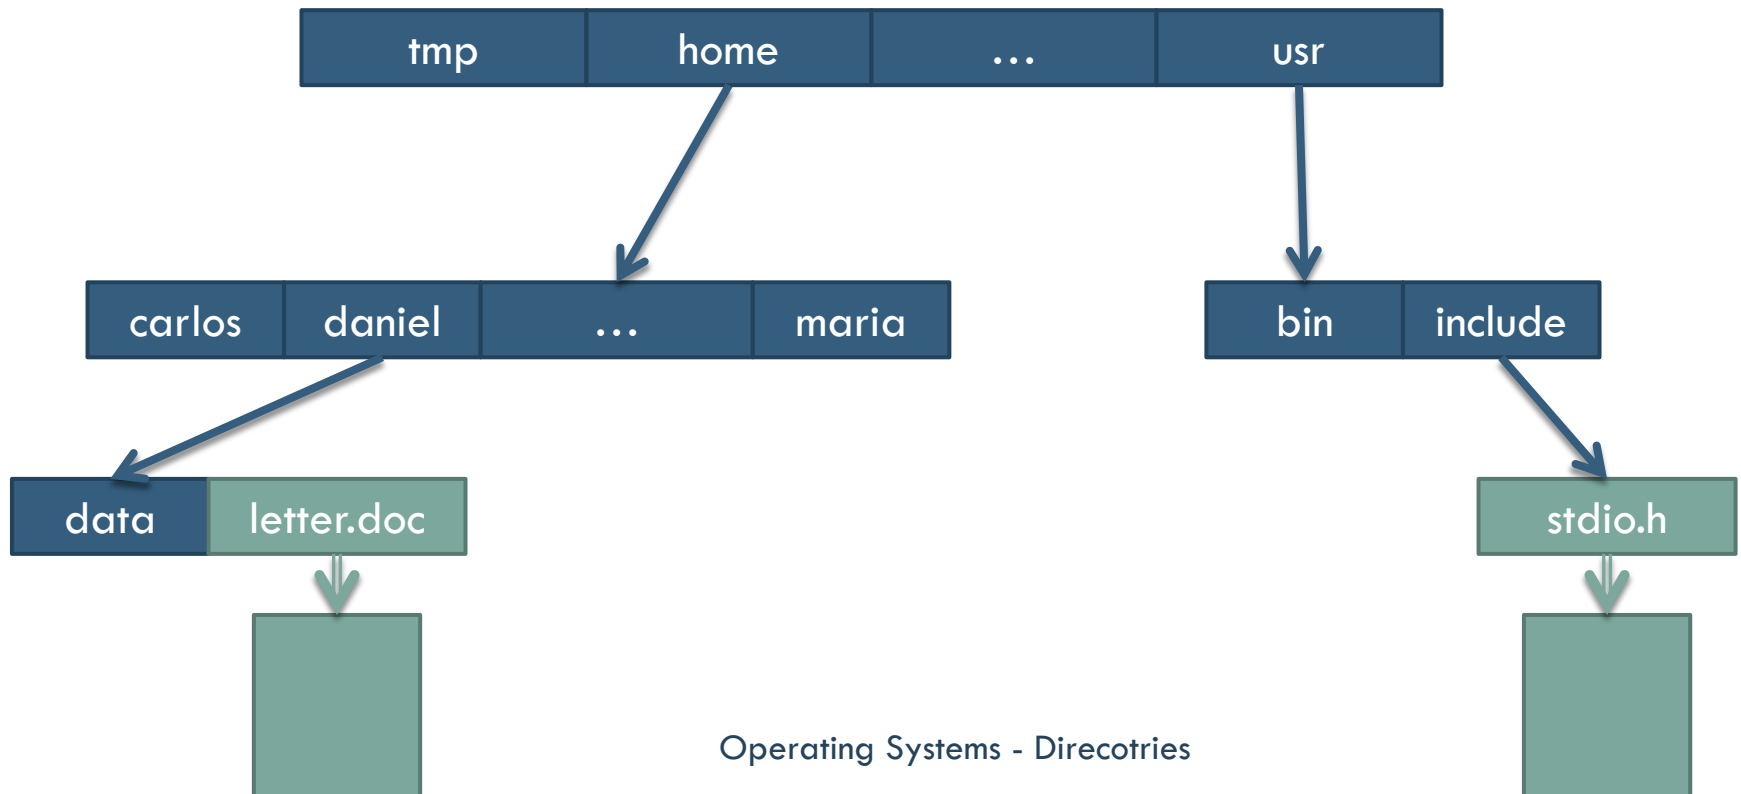 tmp home ... usr
carlos daniel ... maria bin include
data letter.doc stdio.h
Operating Systems - Direcotries